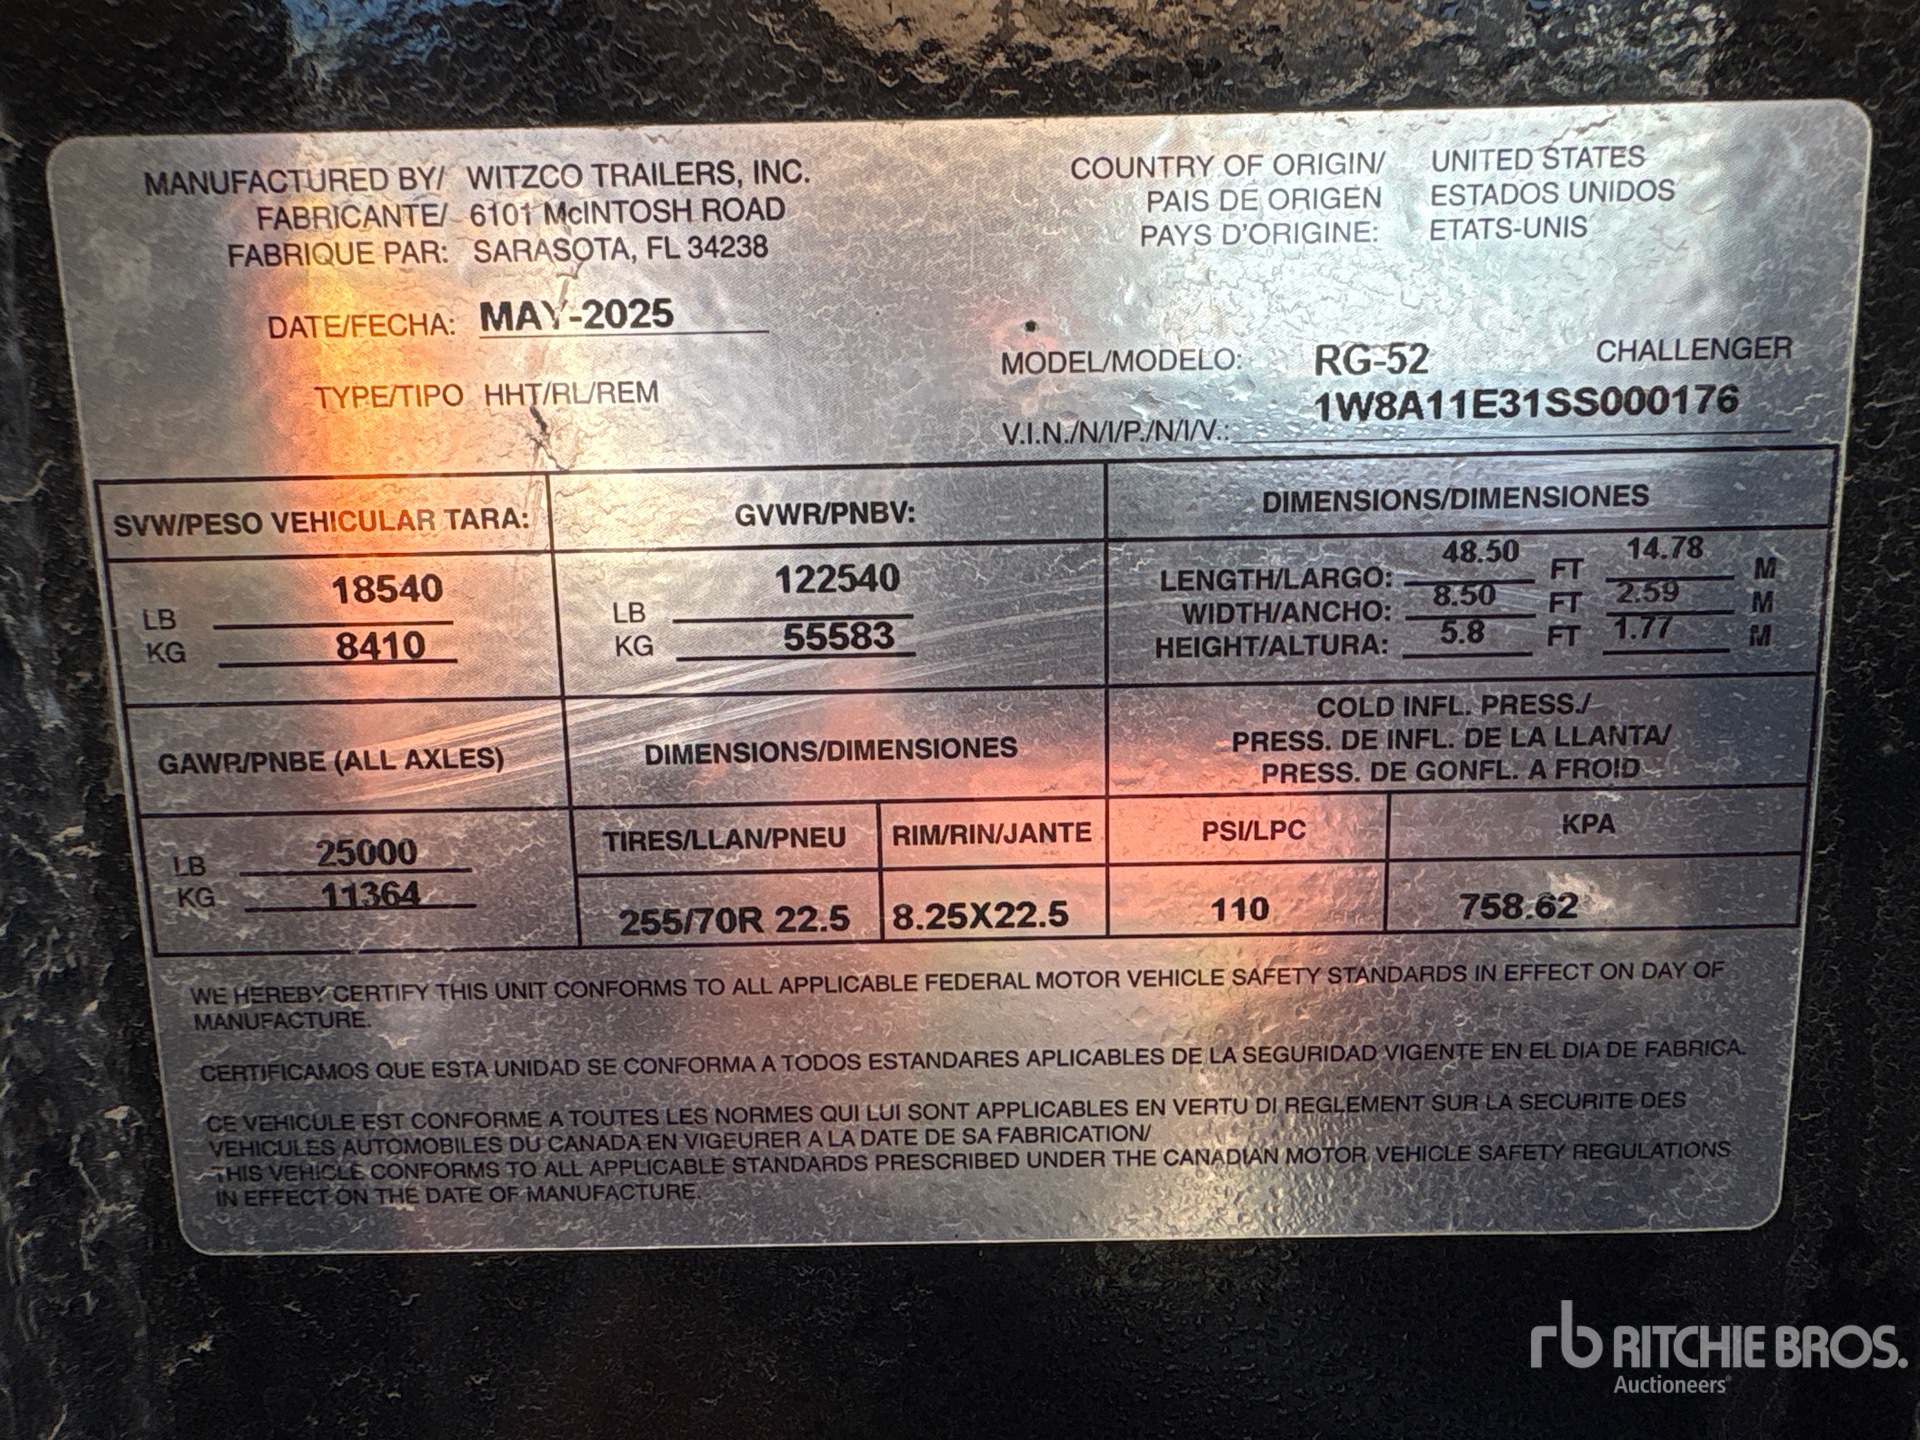 MANUFACTURED BY/ WITZCO TRAILERS, INC.
FABRICANTE/ 6101 McINTOSH ROAD
FABRIQUE PAR: SARASOTA, FL 34238
COUNTRY OF ORIGIN/ UNITED STATES
PAIS DE ORIGEN ESTADOS UNIDOS
PAYS D'ORIGINE: ETATS-UNIS
DATE/FECHA: MAY-2025
MODEL/MODELO: RG-52 CHALLENGER
TYPE/TIPO HHT/RL/REM
V.I.N./N/I/P./N/I/V.: 1W8A11E31SS000176
SVW/PESO VEHICULAR TARA:
LB 18540
KG 8410
GVWR/PNBV:
LB 122540
KG 55583
DIMENSIONS/DIMENSIONES
LENGTH/LARGO: 48.50 FT 14.78 M
WIDTH/ANCHO: 8.50 FT 2.59 M
HEIGHT/ALTURA: 5.8 FT 1.77 M
GAWR/PNBE (ALL AXLES)
LB 25000
KG 11364
DIMENSIONS/DIMENSIONES
TIRES/LLAN/PNEU RIM/RIN/JANTE
255/70R 22.5 8.25X22.5
COLD INFL. PRESS./
PRESS. DE INFL. DE LA LLANTA/
PRESS. DE GONFL. A FROID
PSI/LPC KPA
110 758.62
WE HEREBY CERTIFY THIS UNIT CONFORMS TO ALL APPLICABLE FEDERAL MOTOR VEHICLE SAFETY STANDARDS IN EFFECT ON DAY OF
MANUFACTURE.
CERTIFICAMOS QUE ESTA UNIDAD SE CONFORMA A TODOS ESTANDARES APLICABLES DE LA SEGURIDAD VIGENTE EN EL DIA DE FABRICA.
CE VEHICULE EST CONFORME A TOUTES LES NORMES QUI LUI SONT APPLICABLES EN VERTU DI REGLEMENT SUR LA SECURITE DES
VEHICULES AUTOMOBILES DU CANADA EN VIGEURER A LA DATE DE SA FABRICATION/
THIS VEHICLE CONFORMS TO ALL APPLICABLE STANDARDS PRESCRIBED UNDER THE CANADIAN MOTOR VEHICLE SAFETY REGULATIONS
IN EFFECT ON THE DATE OF MANUFACTURE.
rb RITCHIE BROS.
Auctioneers